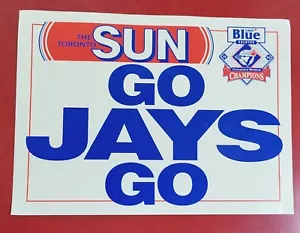 THE
TORONTO
SUN
Blue
CHAMPIONS
GO
JAYS
GO